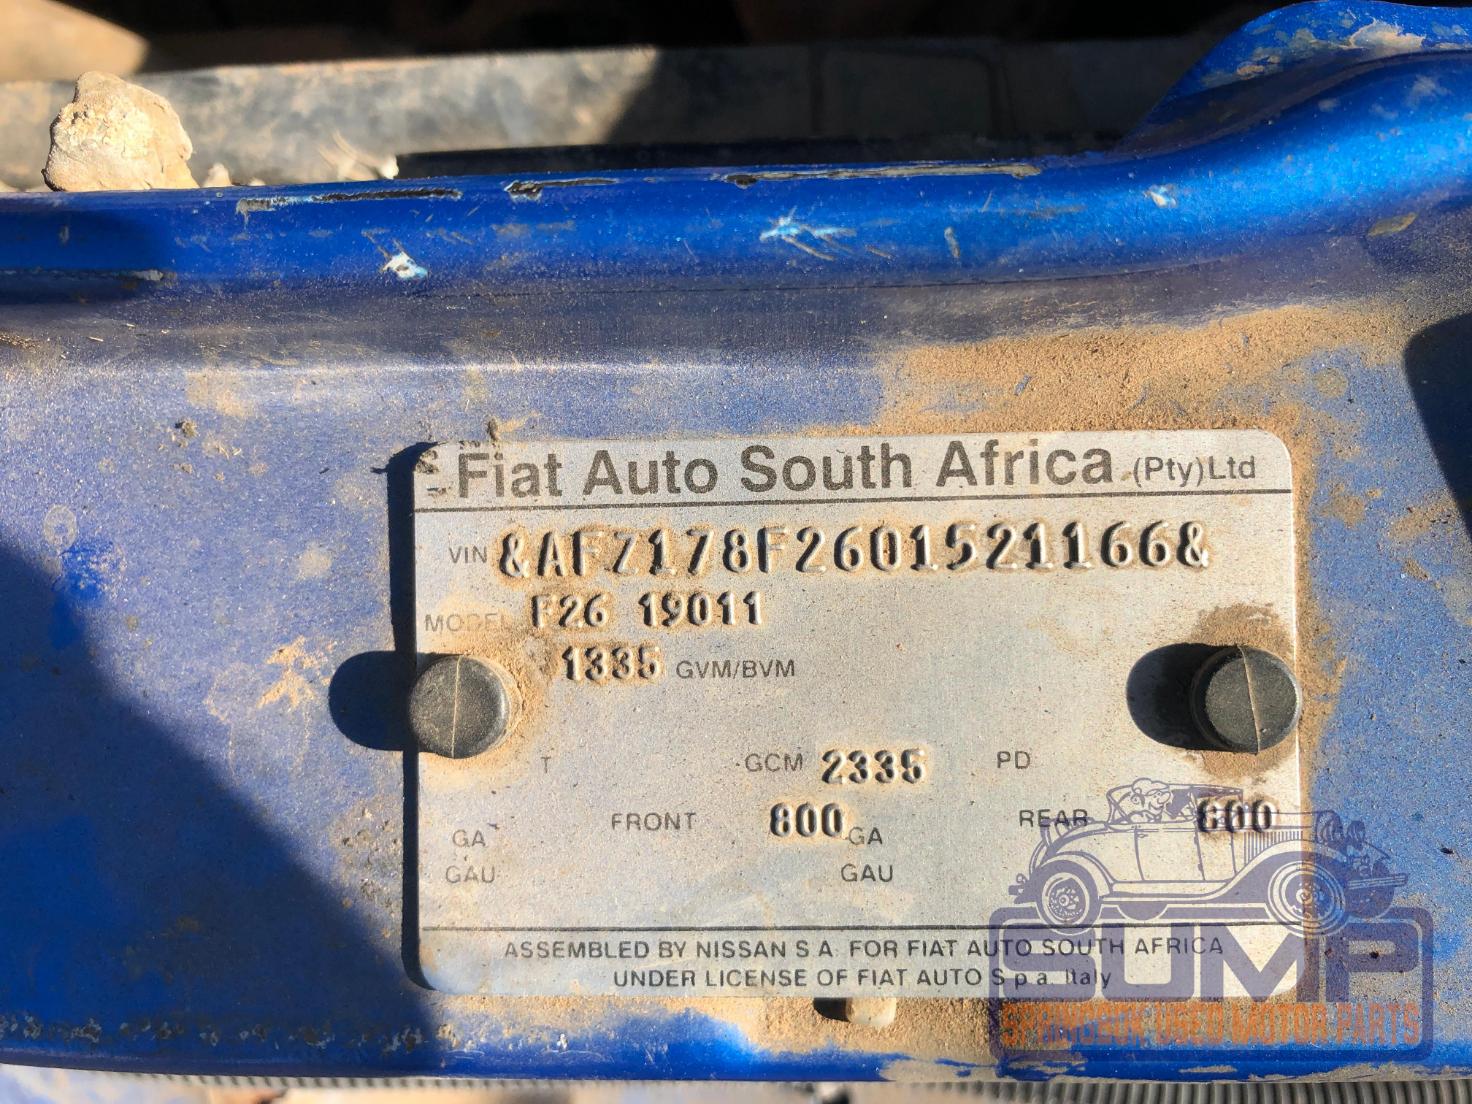 Fiat Auto South Africa (Pty) Ltd
VIN &AFZ178F2601521166&
MODEL F26 19011
1335 GVM/BVM
T GCM 2335 PD
FRONT 800 REAR 800
GA GA
GAU GAU
ASSEMBLED BY NISSAN S A. FOR FIAT AUTO SOUTH AFRICA
UNDER LICENSE OF FIAT AUTO S p a. Italy
SUMP
SPRINGBOK USED MOTOR PARTS